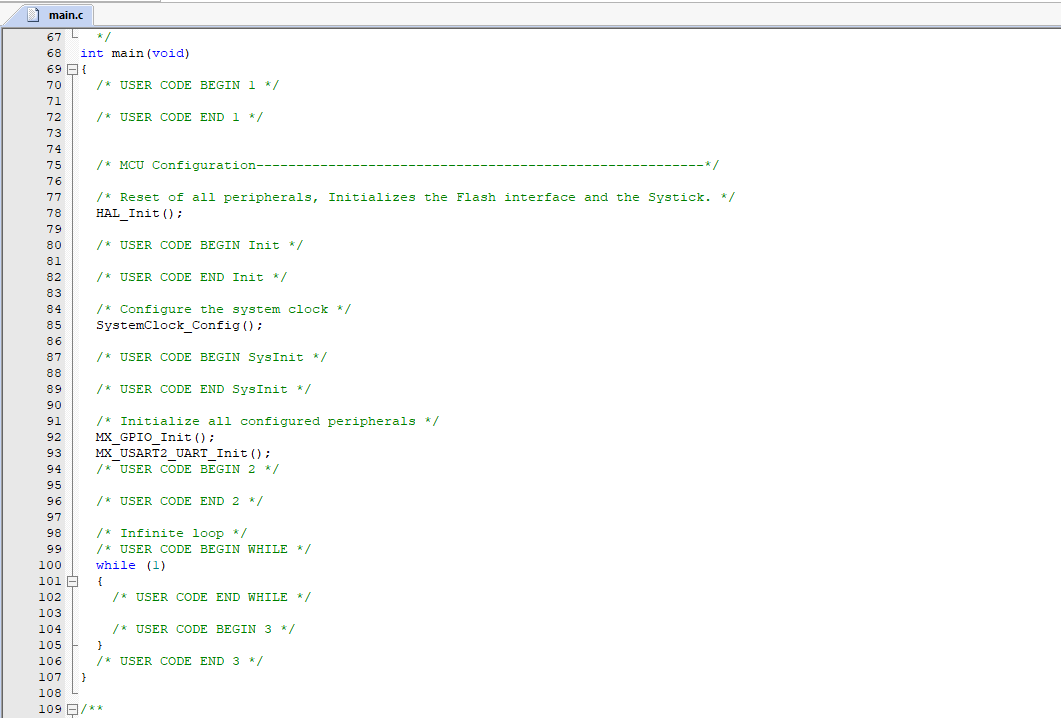 main.c
67 */
68 int main(void)
69 {
70 /* USER CODE BEGIN 1 */
71
72 /* USER CODE END 1 */
73
74
75 /* MCU Configuration--------------------------------------------------------*/
76
77 /* Reset of all peripherals, Initializes the Flash interface and the Systick. */
78 HAL_Init();
79
80 /* USER CODE BEGIN Init */
81
82 /* USER CODE END Init */
83
84 /* Configure the system clock */
85 SystemClock_Config();
86
87 /* USER CODE BEGIN SysInit */
88
89 /* USER CODE END SysInit */
90
91 /* Initialize all configured peripherals */
92 MX_GPIO_Init();
93 MX_USART2_UART_Init();
94 /* USER CODE BEGIN 2 */
95
96 /* USER CODE END 2 */
97
98 /* Infinite loop */
99 /* USER CODE BEGIN WHILE */
100 while (1)
101 {
102 /* USER CODE END WHILE */
103
104 /* USER CODE BEGIN 3 */
105 }
106 /* USER CODE END 3 */
107 }
108
109 /**